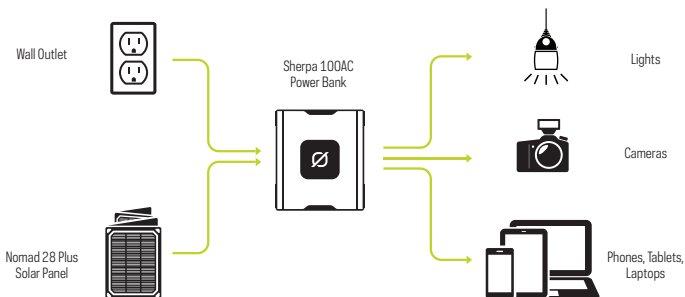 Wall Outlet
Sherpa 100AC
Power Bank
Lights
Cameras
Nomad 28 Plus
Solar Panel
Phones, Tablets,
Laptops